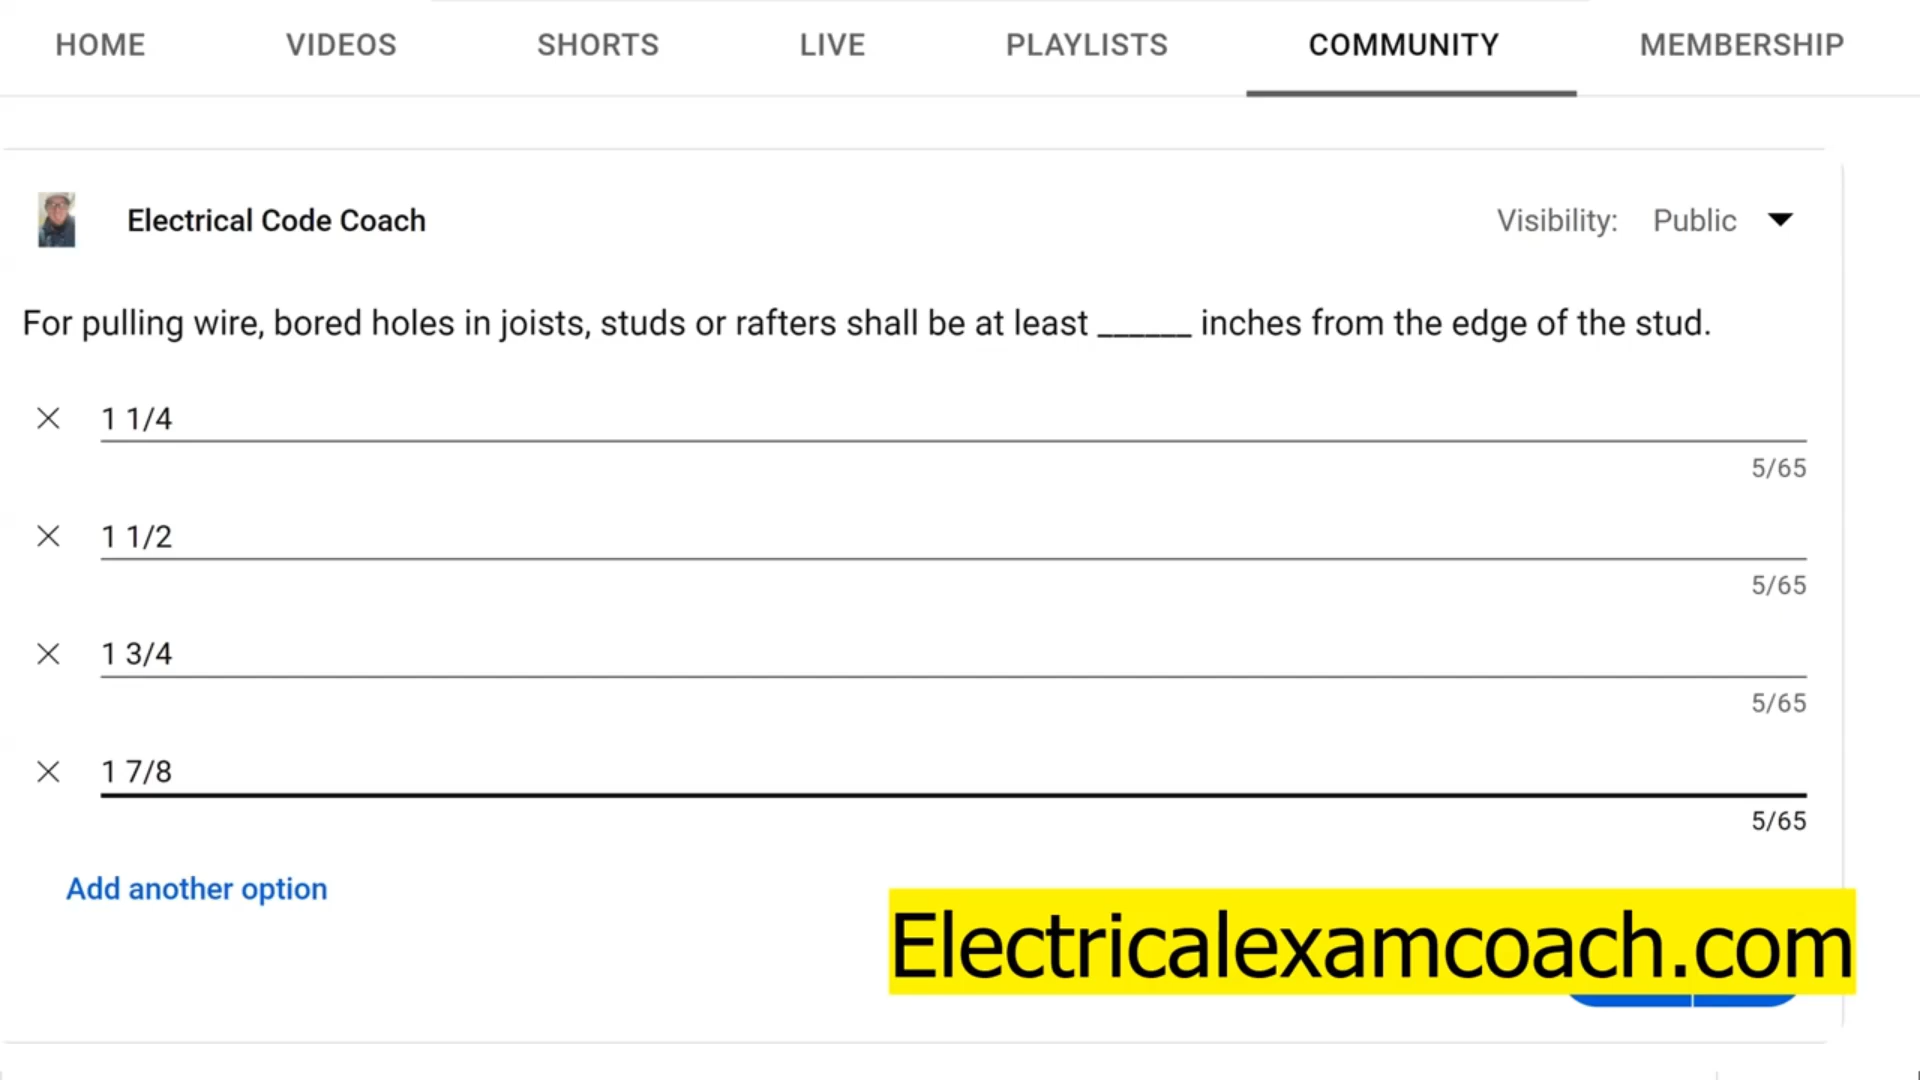 HOME VIDEOS SHORTS LIVE PLAYLISTS COMMUNITY MEMBERSHIP
Electrical Code Coach Visibility: Public
For pulling wire, bored holes in joists, studs or rafters shall be at least ______ inches from the edge of the stud.
1 1/4
5/65
1 1/2
5/65
1 3/4
5/65
1 7/8
5/65
Add another option
Electricalexamcoach.com